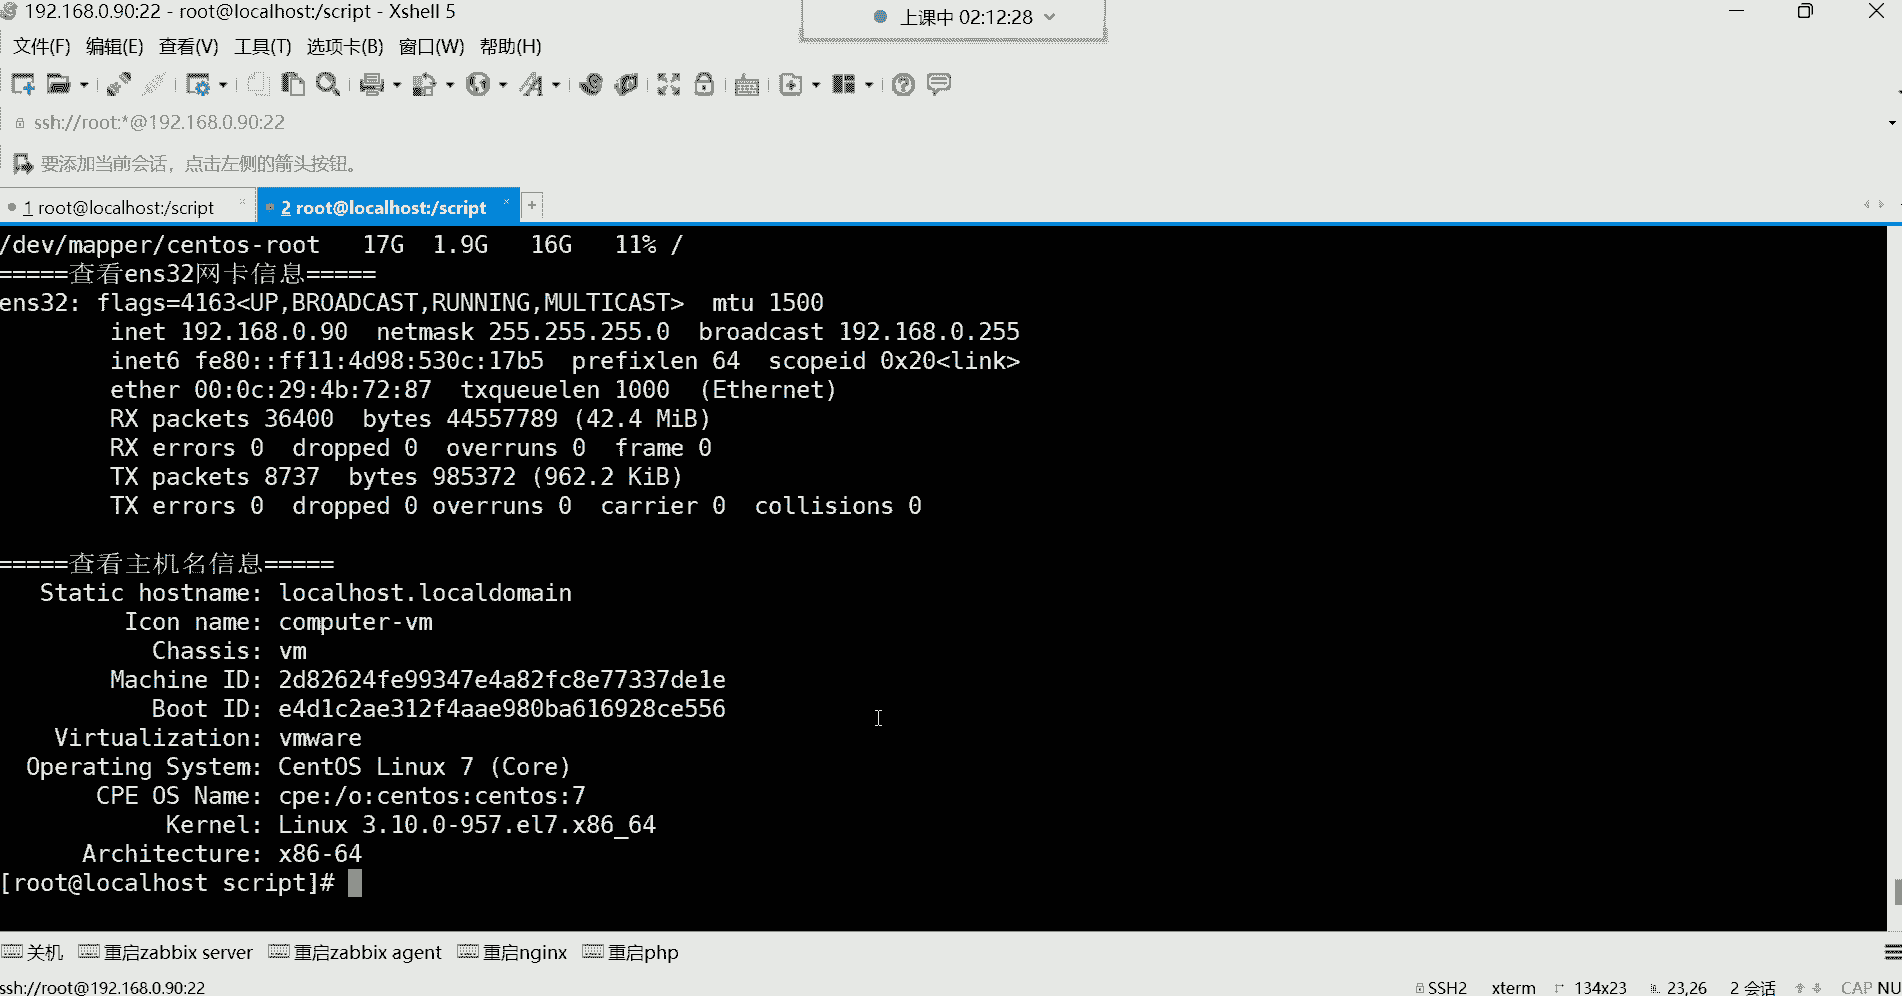 192.168.0.90:22 - root@localhost:/script - Xshell 5
上课中 02:12:28
文件(F) 编辑(E) 查看(V) 工具(T) 选项卡(B) 窗口(W) 帮助(H)
ssh://root:*@192.168.0.90:22
要添加当前会话，点击左侧的箭头按钮。
1 root@localhost:/script × 2 root@localhost:/script × +
/dev/mapper/centos-root   17G  1.9G   16G   11% /
=====查看ens32网卡信息=====
ens32: flags=4163<UP,BROADCAST,RUNNING,MULTICAST>  mtu 1500
        inet 192.168.0.90  netmask 255.255.255.0  broadcast 192.168.0.255
        inet6 fe80::ff11:4d98:530c:17b5  prefixlen 64  scopeid 0x20<link>
        ether 00:0c:29:4b:72:87  txqueuelen 1000  (Ethernet)
        RX packets 36400  bytes 44557789 (42.4 MiB)
        RX errors 0  dropped 0  overruns 0  frame 0
        TX packets 8737  bytes 985372 (962.2 KiB)
        TX errors 0  dropped 0 overruns 0  carrier 0  collisions 0
=====查看主机名信息=====
   Static hostname: localhost.localdomain
         Icon name: computer-vm
           Chassis: vm
        Machine ID: 2d82624fe99347e4a82fc8e77337de1e
           Boot ID: e4d1c2ae312f4aae980ba616928ce556
    Virtualization: vmware
  Operating System: CentOS Linux 7 (Core)
       CPE OS Name: cpe:/o:centos:centos:7
            Kernel: Linux 3.10.0-957.el7.x86_64
      Architecture: x86-64
[root@localhost script]#
关机 重启zabbix server 重启zabbix agent 重启nginx 重启php
ssh://root@192.168.0.90:22 SSH2 xterm 134x23 23,26 2 会话 CAP NU